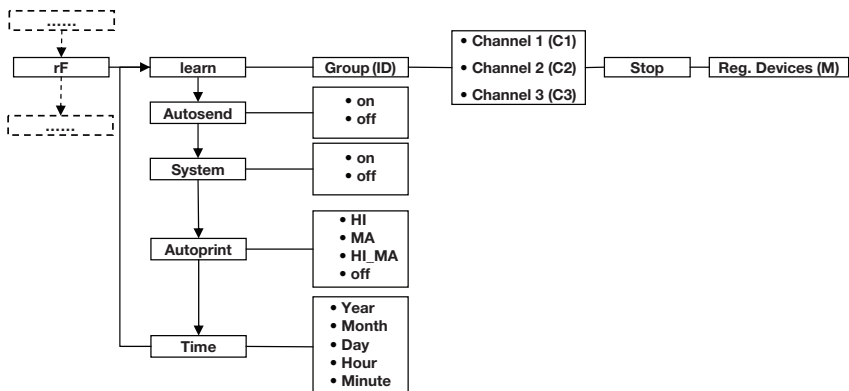 ......
rF
......
learn
Group (ID)
• Channel 1 (C1)
• Channel 2 (C2)
• Channel 3 (C3)
Stop
Reg. Devices (M)
Autosend
• on
• off
System
• on
• off
Autoprint
• HI
• MA
• HI_MA
• off
Time
• Year
• Month
• Day
• Hour
• Minute